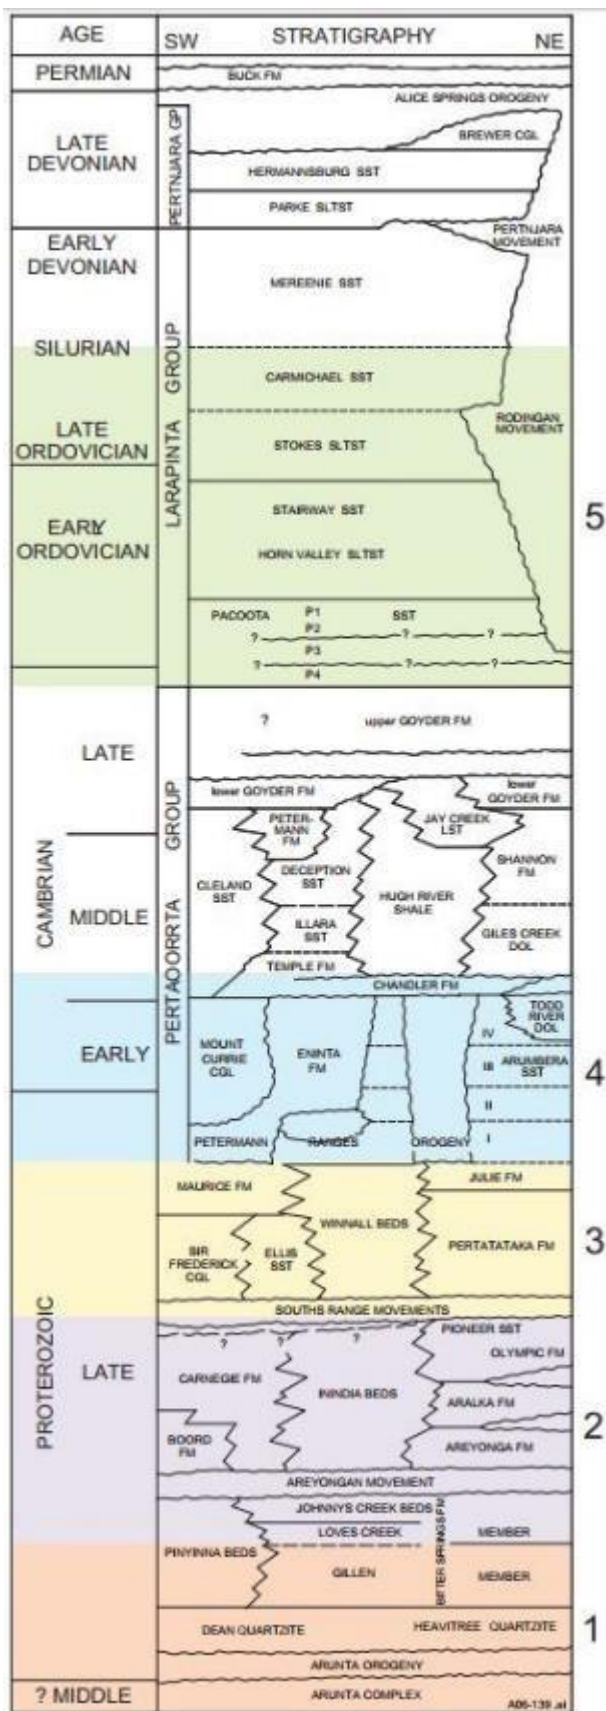 AGE SW STRATIGRAPHY NE
PERMIAN BUCK FM
ALICE SPRINGS OROGENY
LATE DEVONIAN
PERTNJARA GP
BREWER CGL
HERMANNSBURG SST
PARKE SLTST
PERTNJARA MOVEMENT
EARLY DEVONIAN
MEREENIE SST
SILURIAN
LARAPINTA GROUP
CARMICHAEL SST
RODINGAN MOVEMENT
LATE ORDOVICIAN
STOKES SLTST
STAIRWAY SST
5
EARLY ORDOVICIAN
HORN VALLEY SLTST
PACOOTA P1 SST
P2
? ? ?
P3
? ? ?
P4
? upper GOYDER FM
CAMBRIAN
LATE
PERTAOORRTA GROUP
lower GOYDER FM
lower GOYDER FM
PETER-
MANN
FM
JAY CREEK
LST
CLELAND
SST
DECEPTION
SST
HUGH RIVER
SHALE
SHANNON
FM
MIDDLE
ILLARA
SST
GILES CREEK
DOL
TEMPLE FM
CHANDLER FM
TODD
RIVER
DOL
EARLY
MOUNT
CURRIE
CGL
ENINTA
FM
IV
III ARUMBERA
SST
4
II
I
PETERMANN RANGES OROGENY
MAURICE FM
JULIE FM
WINNALL BEDS
SIR
FREDERICK
CGL
ELLIS
SST
PERTATATAKA FM
3
SOUTHS RANGE MOVEMENTS
PROTEROZOIC
LATE
PIONEER SST
? ? ?
OLYMPIC FM
CARNEGIE FM
ININDIA BEDS
ARALKA FM
2
BOORD
FM
AREYONGA FM
AREYONGAN MOVEMENT
JOHNNYS CREEK BEDS
BITTER SPRINGS FM
LOVES CREEK MEMBER
PINYINNA BEDS
GILLEN MEMBER
DEAN QUARTZITE HEAVITREE QUARTZITE
1
ARUNTA OROGENY
? MIDDLE
ARUNTA COMPLEX
A06-139 .ai